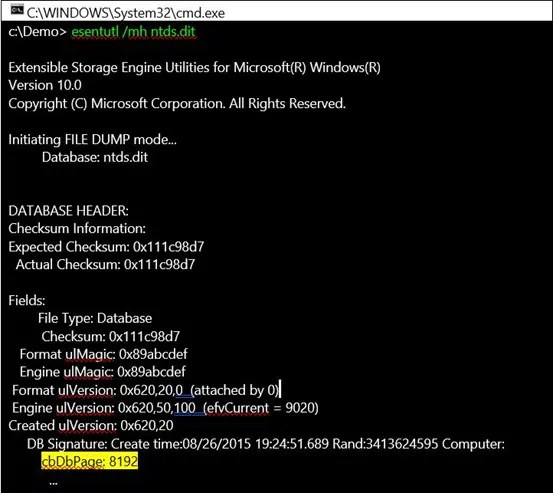 C:\WINDOWS\System32\cmd.exe
c:\Demo> esentutl /mh ntds.dit
Extensible Storage Engine Utilities for Microsoft(R) Windows(R)
Version 10.0
Copyright (C) Microsoft Corporation. All Rights Reserved.
Initiating FILE DUMP mode...
Database: ntds.dit
DATABASE HEADER:
Checksum Information:
Expected Checksum: 0x111c98d7
Actual Checksum: 0x111c98d7
Fields:
File Type: Database
Checksum: 0x111c98d7
Format ulMagic: 0x89abcdef
Engine ulMagic: 0x89abcdef
Format ulVersion: 0x620,20,0  (attached by 0)
Engine ulVersion: 0x620,50,100  (efvCurrent = 9020)
Created ulVersion: 0x620,20
DB Signature: Create time:08/26/2015 19:24:51.689 Rand:3413624595 Computer:
cbDbPage: 8192
...